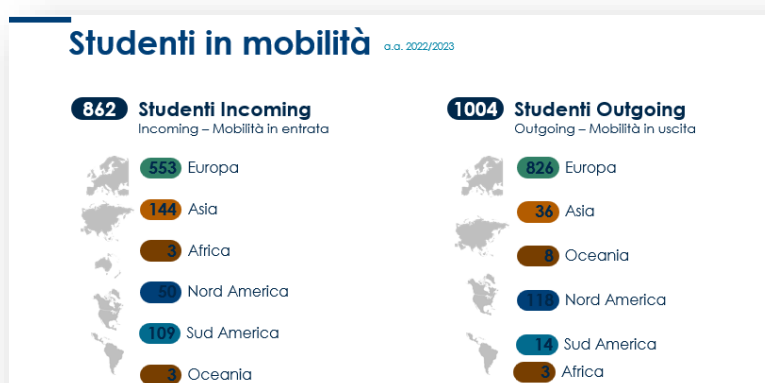 Studenti in mobilità a.a. 2022/2023
862 Studenti Incoming
Incoming – Mobilità in entrata
553 Europa
144 Asia
3 Africa
50 Nord America
109 Sud America
3 Oceania
1004 Studenti Outgoing
Outgoing – Mobilità in uscita
826 Europa
36 Asia
8 Oceania
118 Nord America
14 Sud America
3 Africa